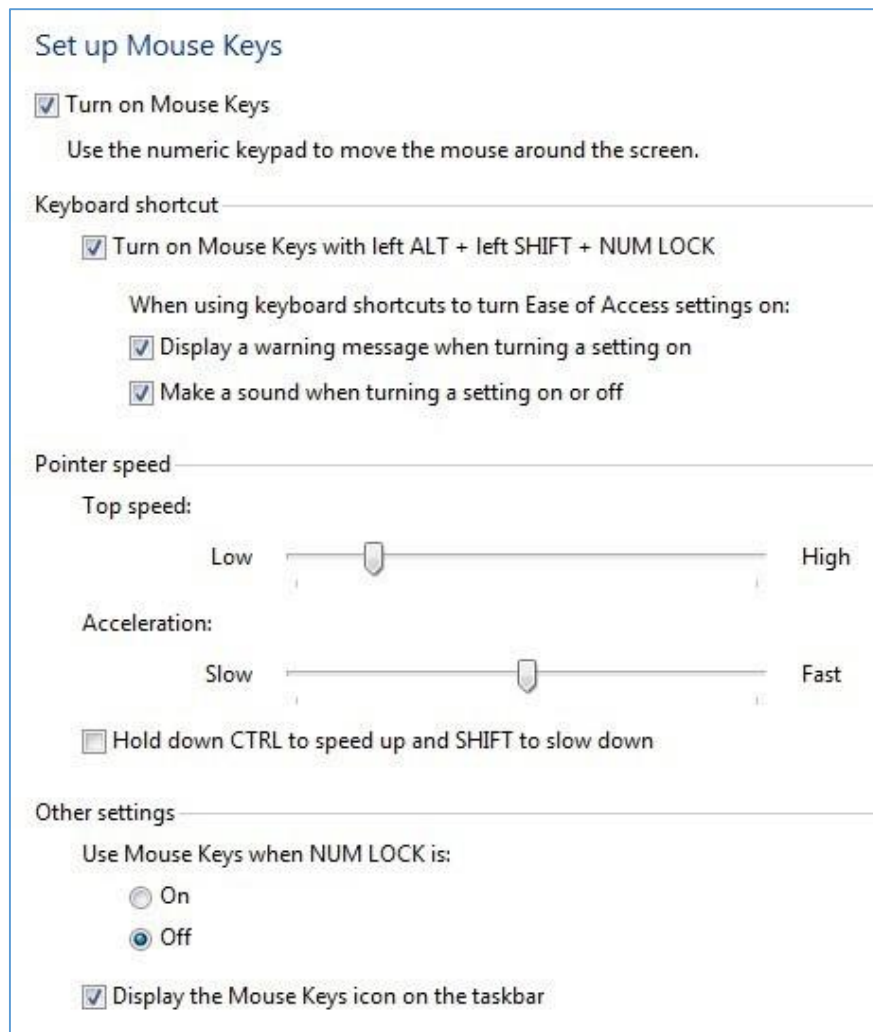 Set up Mouse Keys
Turn on Mouse Keys
Use the numeric keypad to move the mouse around the screen.
Keyboard shortcut
Turn on Mouse Keys with left ALT + left SHIFT + NUM LOCK
When using keyboard shortcuts to turn Ease of Access settings on:
Display a warning message when turning a setting on
Make a sound when turning a setting on or off
Pointer speed
Top speed:
Low High
Acceleration:
Slow Fast
Hold down CTRL to speed up and SHIFT to slow down
Other settings
Use Mouse Keys when NUM LOCK is:
On
Off
Display the Mouse Keys icon on the taskbar